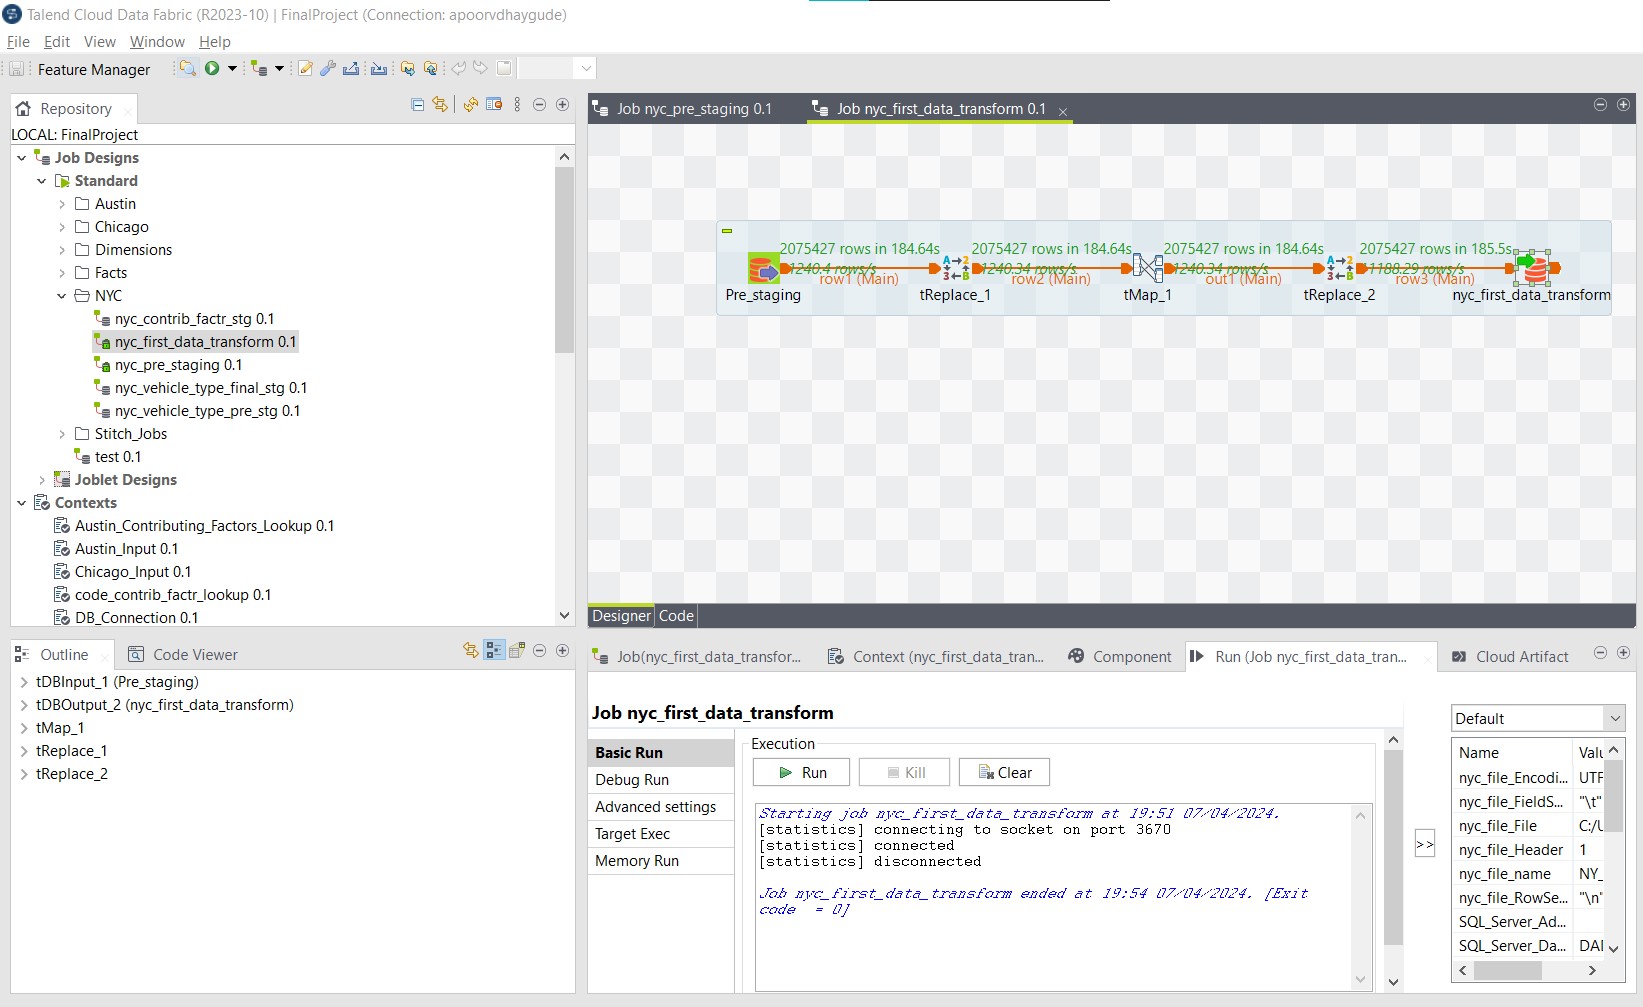 Talend Cloud Data Fabric (R2023-10) | FinalProject (Connection: apoorvdhaygude)
File Edit View Window Help
Feature Manager
Repository
LOCAL: FinalProject
Job Designs
Standard
Austin
Chicago
Dimensions
Facts
NYC
nyc_contrib_factr_stg 0.1
nyc_first_data_transform 0.1
nyc_pre_staging 0.1
nyc_vehicle_type_final_stg 0.1
nyc_vehicle_type_pre_stg 0.1
Stitch_Jobs
test 0.1
Joblet Designs
Contexts
Austin_Contributing_Factors_Lookup 0.1
Austin_Input 0.1
Chicago_Input 0.1
code_contrib_factr_lookup 0.1
DB_Connection 0.1
Job nyc_pre_staging 0.1 Job nyc_first_data_transform 0.1
2075427 rows in 184.64s 2075427 rows in 184.64s 2075427 rows in 184.64s 2075427 rows in 185.5s
11240.4 rows/s 11240.34 rows/s 11240.34 rows/s 11188.29 rows/s
row1 (Main) row2 (Main) out1 (Main) row3 (Main)
Pre_staging tReplace_1 tMap_1 tReplace_2 nyc_first_data_transform
Designer Code
Outline Code Viewer
tDBInput_1 (Pre_staging)
tDBOutput_2 (nyc_first_data_transform)
tMap_1
tReplace_1
tReplace_2
Job(nyc_first_data_transfor... Context (nyc_first_data_tran... Component Run (Job nyc_first_data_tran... Cloud Artifact
Job nyc_first_data_transform
Basic Run
Debug Run
Advanced settings
Target Exec
Memory Run
Execution
Run Kill Clear
Starting job nyc_first_data_transform at 19:51 07/04/2024.
[statistics] connecting to socket on port 3670
[statistics] connected
[statistics] disconnected
Job nyc_first_data_transform ended at 19:54 07/04/2024. [Exit
code = 0]
>>
Default
Name Valu
nyc_file_Encodi... UTF
nyc_file_FieldS... "\t"
nyc_file_File C:/U
nyc_file_Header 1
nyc_file_name NY_
nyc_file_RowSe... "\n"
SQL_Server_Ad...
SQL_Server_Da... DAI